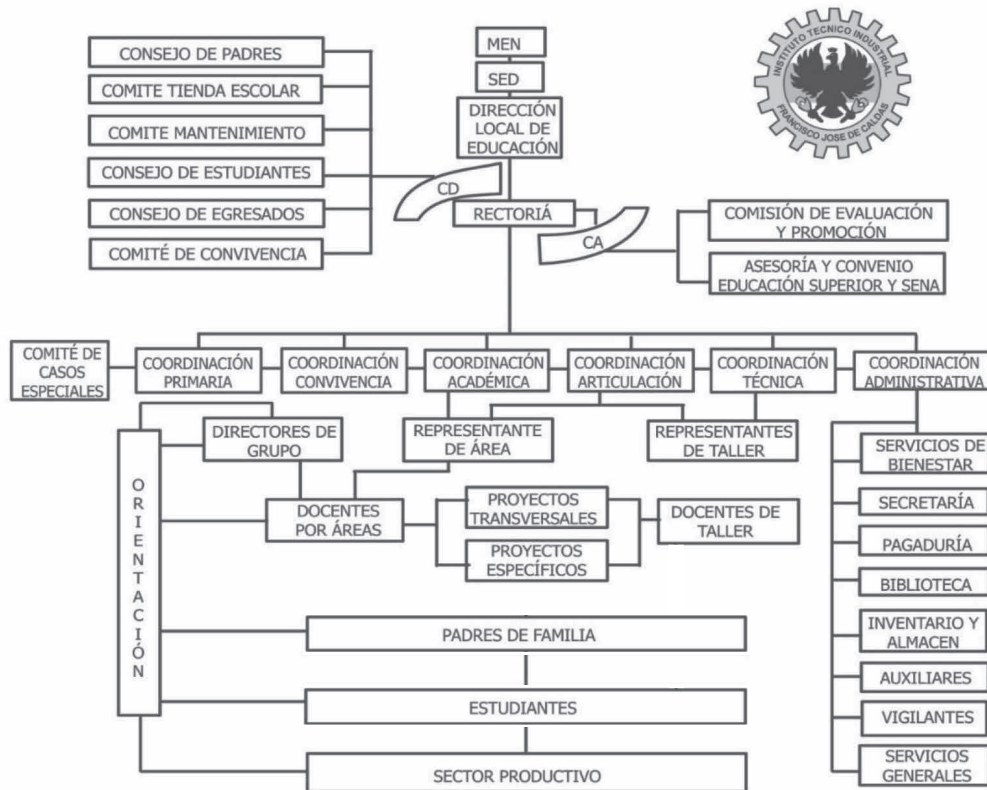 MEN
SED
DIRECCIÓN
LOCAL DE
EDUCACIÓN
INSTITUTO TECNICO INDUSTRIAL
FRANCISCO JOSE DE CALDAS
CONSEJO DE PADRES
COMITE TIENDA ESCOLAR
COMITE MANTENIMIENTO
CONSEJO DE ESTUDIANTES
CONSEJO DE EGRESADOS
COMITÉ DE CONVIVENCIA
CD
RECTORIÁ
CA
COMISIÓN DE EVALUACIÓN
Y PROMOCIÓN
ASESORÍA Y CONVENIO
EDUCACIÓN SUPERIOR Y SENA
COMITÉ DE
CASOS
ESPECIALES
COORDINACIÓN
PRIMARIA
COORDINACIÓN
CONVIVENCIA
COORDINACIÓN
ACADÉMICA
COORDINACIÓN
ARTICULACIÓN
COORDINACIÓN
TÉCNICA
COORDINACIÓN
ADMINISTRATIVA
ORIENTACIÓN
DIRECTORES DE
GRUPO
REPRESENTANTE
DE ÁREA
REPRESENTANTES
DE TALLER
DOCENTES
POR ÁREAS
PROYECTOS
TRANSVERSALES
PROYECTOS
ESPECÍFICOS
DOCENTES DE
TALLER
PADRES DE FAMILIA
ESTUDIANTES
SECTOR PRODUCTIVO
SERVICIOS DE
BIENESTAR
SECRETARÍA
PAGADURÍA
BIBLIOTECA
INVENTARIO Y
ALMACEN
AUXILIARES
VIGILANTES
SERVICIOS
GENERALES